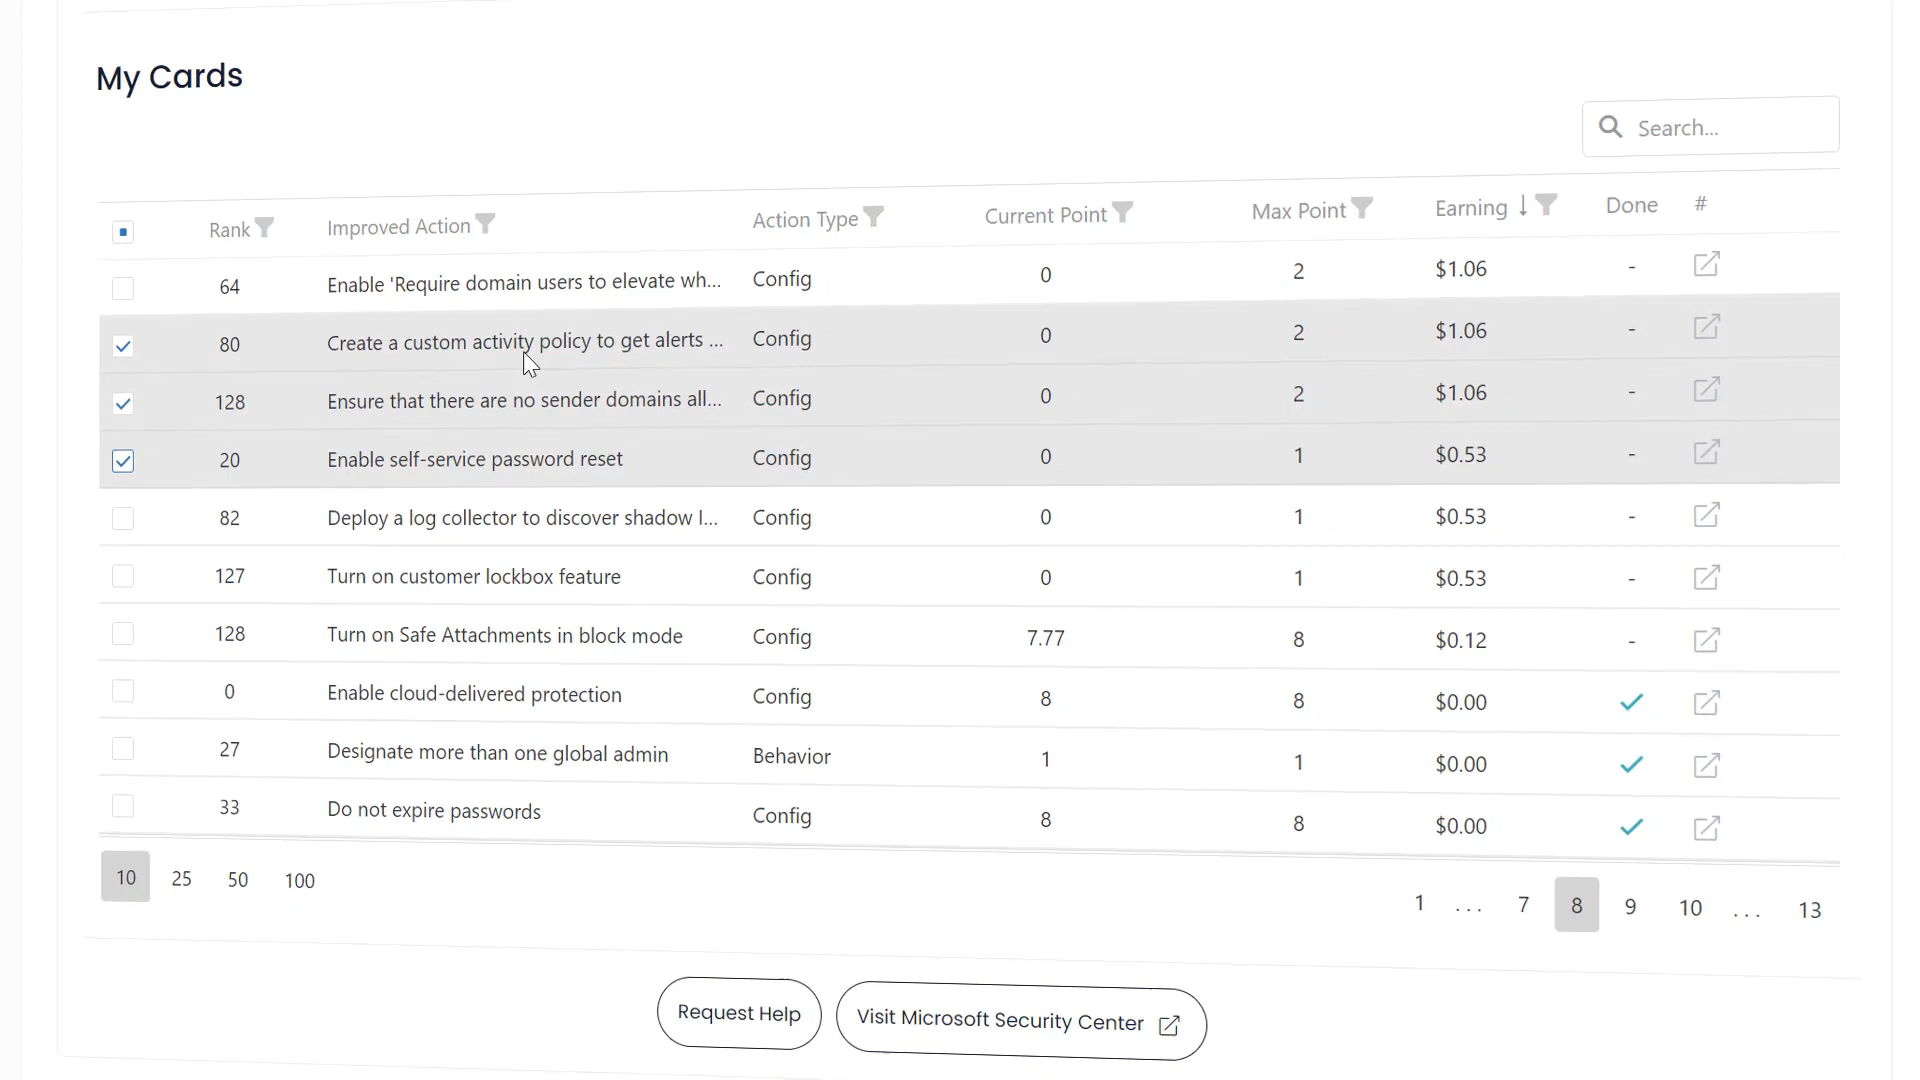 My Cards
Search...
Rank Improved Action Action Type Current Point Max Point Earning ↓ Done #
64 Enable 'Require domain users to elevate wh... Config 0 2 $1.06 -
80 Create a custom activity policy to get alerts ... Config 0 2 $1.06 -
128 Ensure that there are no sender domains all... Config 0 2 $1.06 -
20 Enable self-service password reset Config 0 1 $0.53 -
82 Deploy a log collector to discover shadow I... Config 0 1 $0.53 -
127 Turn on customer lockbox feature Config 0 1 $0.53 -
128 Turn on Safe Attachments in block mode Config 7.77 8 $0.12 -
0 Enable cloud-delivered protection Config 8 8 $0.00
27 Designate more than one global admin Behavior 1 1 $0.00
33 Do not expire passwords Config 8 8 $0.00
10 25 50 100
1 ... 7 8 9 10 ... 13
Request Help
Visit Microsoft Security Center